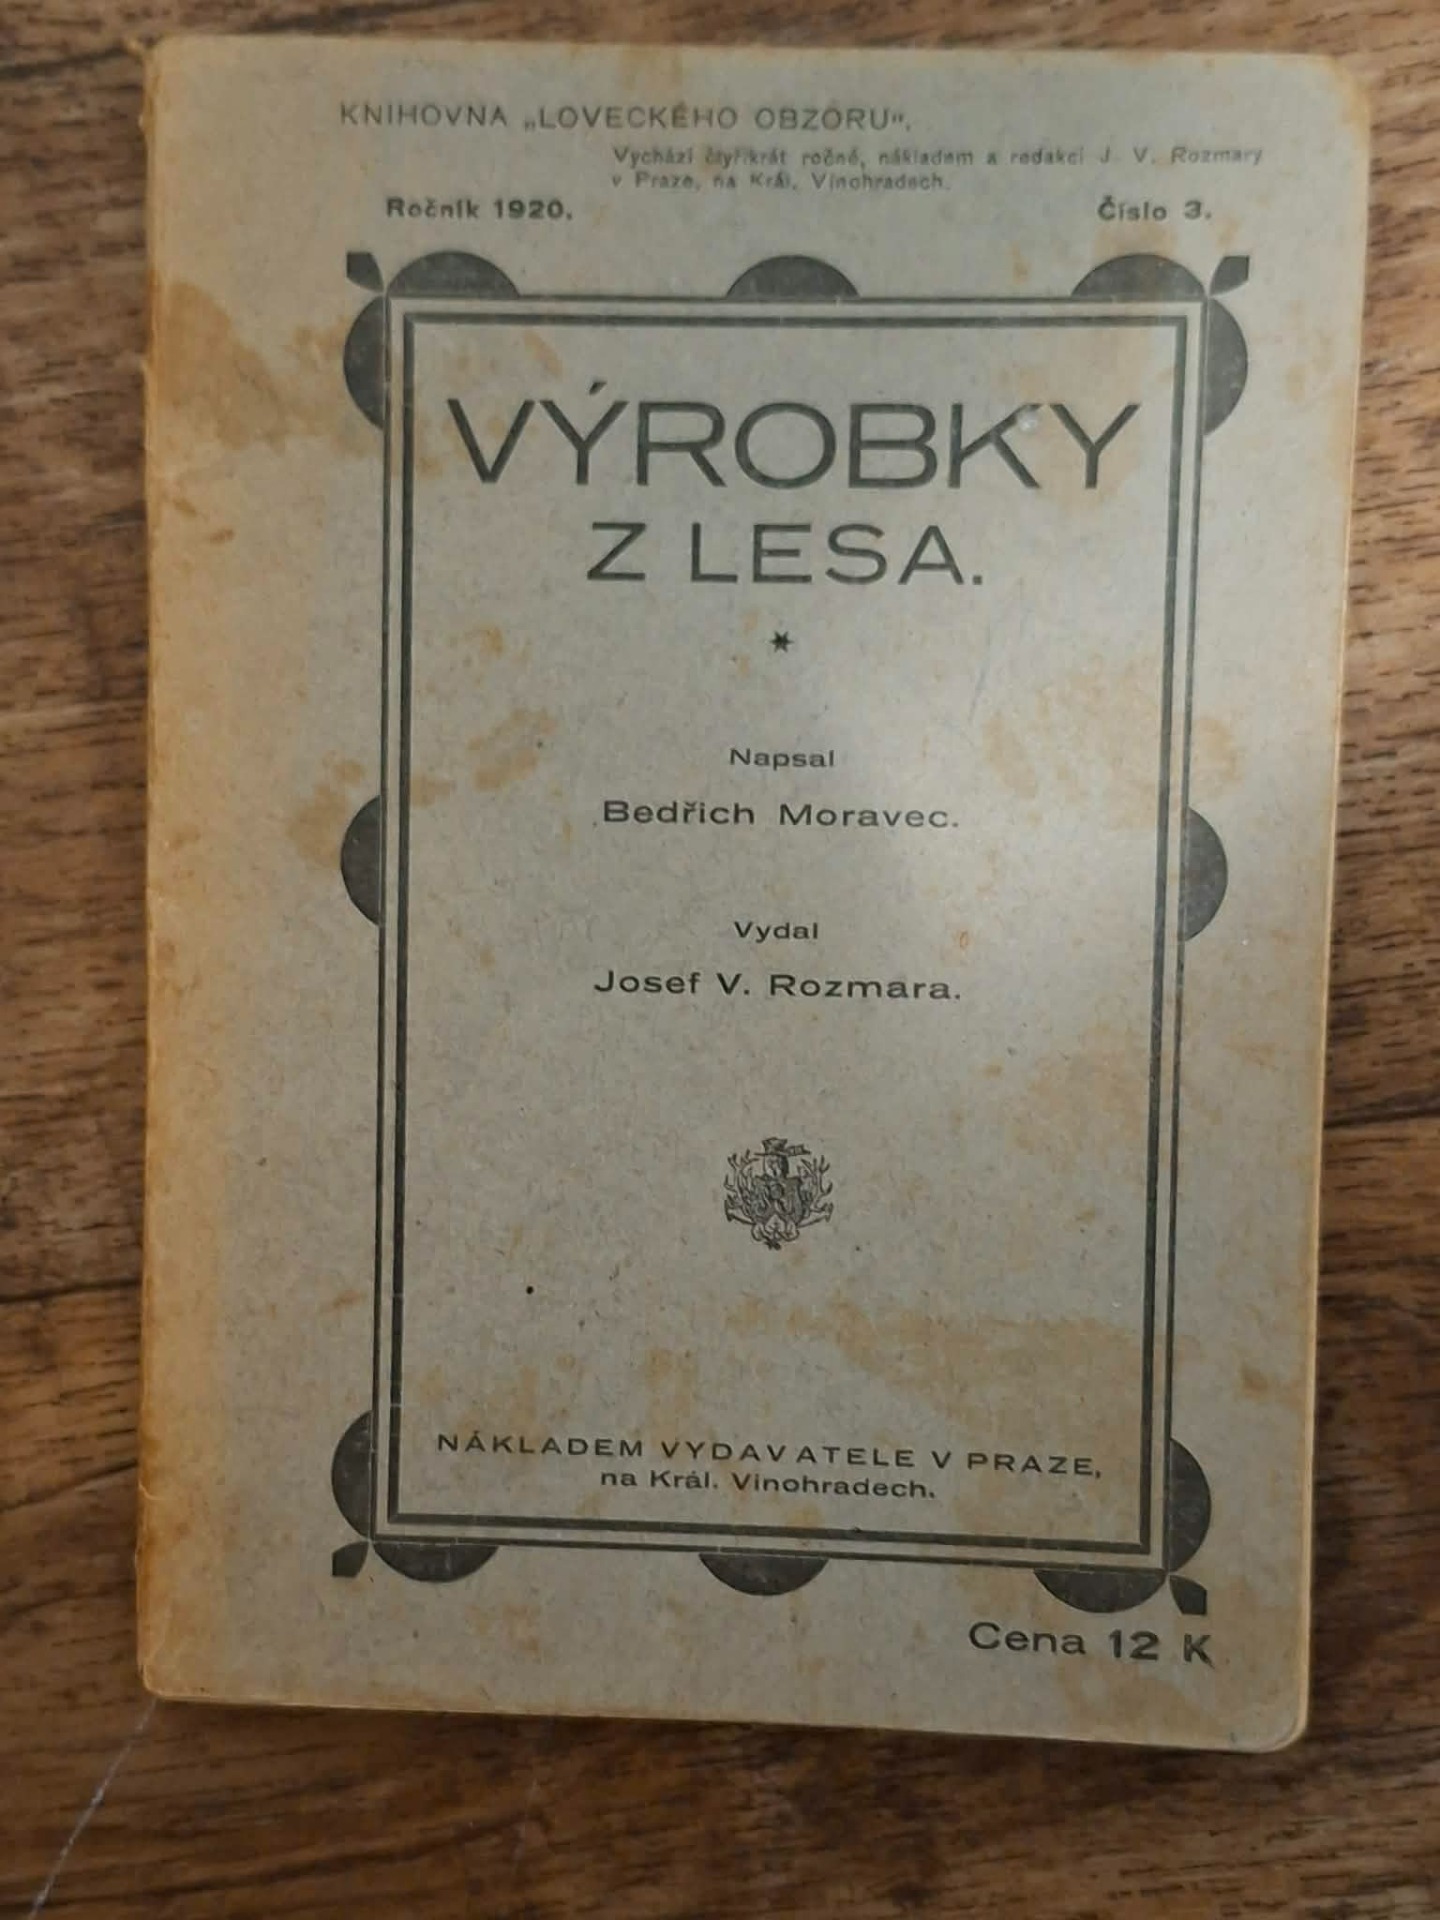 KNIHOVNA „LOVECKÉHO OBZORU“.
Vychází čtyřikrát ročně, nákladem a redakcí J. V. Rozmary
v Praze, na Král. Vinohradech.
Ročník 1920.
Číslo 3.
VÝROBKY
Z LESA.
Napsal
Bedřich Moravec.
Vydal
Josef V. Rozmara.
NÁKLADEM VYDAVATELE V PRAZE,
na Král. Vinohradech.
Cena 12 K